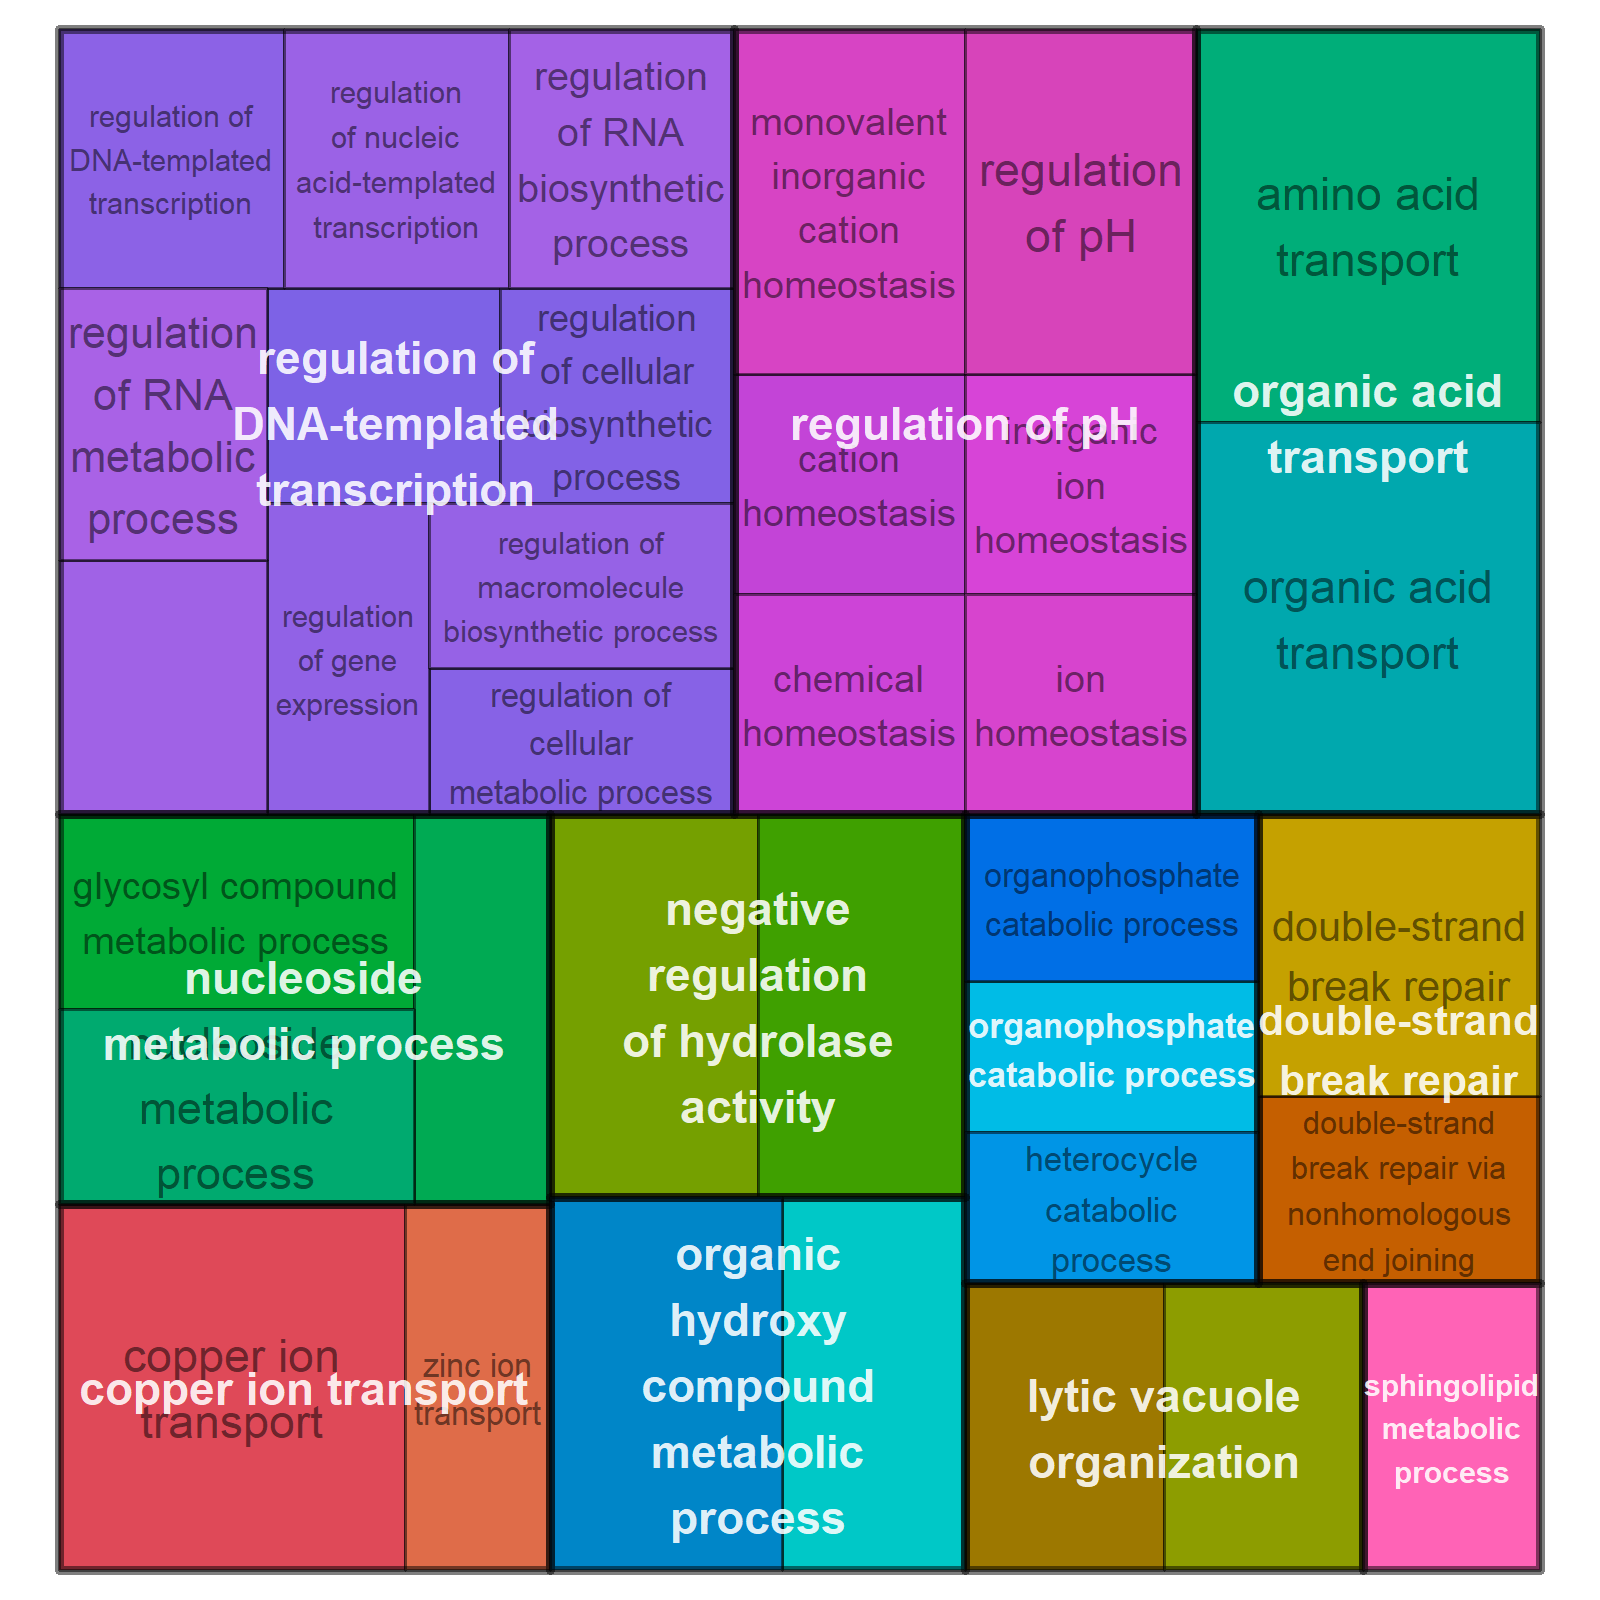 regulation of
DNA-templated
transcription
regulation
of nucleic
acid-templated
transcription
regulation
of RNA
biosynthetic
process
regulation
of RNA
metabolic
process
regulation of
DNA-templated
transcription
regulation
of cellular
biosynthetic
process
regulation
of gene
expression
regulation of
macromolecule
biosynthetic process
regulation of
cellular
metabolic process
monovalent
inorganic
cation
homeostasis
regulation
of pH
regulation of pH
cation
homeostasis
inorganic
ion
homeostasis
chemical
homeostasis
ion
homeostasis
amino acid
transport
organic acid
transport
organic acid
transport
glycosyl compound
metabolic process
nucleoside
metabolic process
nucleoside
metabolic
process
negative
regulation
of hydrolase
activity
organophosphate
catabolic process
organophosphate
catabolic process
heterocycle
catabolic
process
double-strand
break repair
double-strand
break repair
double-strand
break repair via
nonhomologous
end joining
copper ion
transport
copper ion transport
zinc ion
transport
organic
hydroxy
compound
metabolic
process
lytic vacuole
organization
sphingolipid
metabolic
process